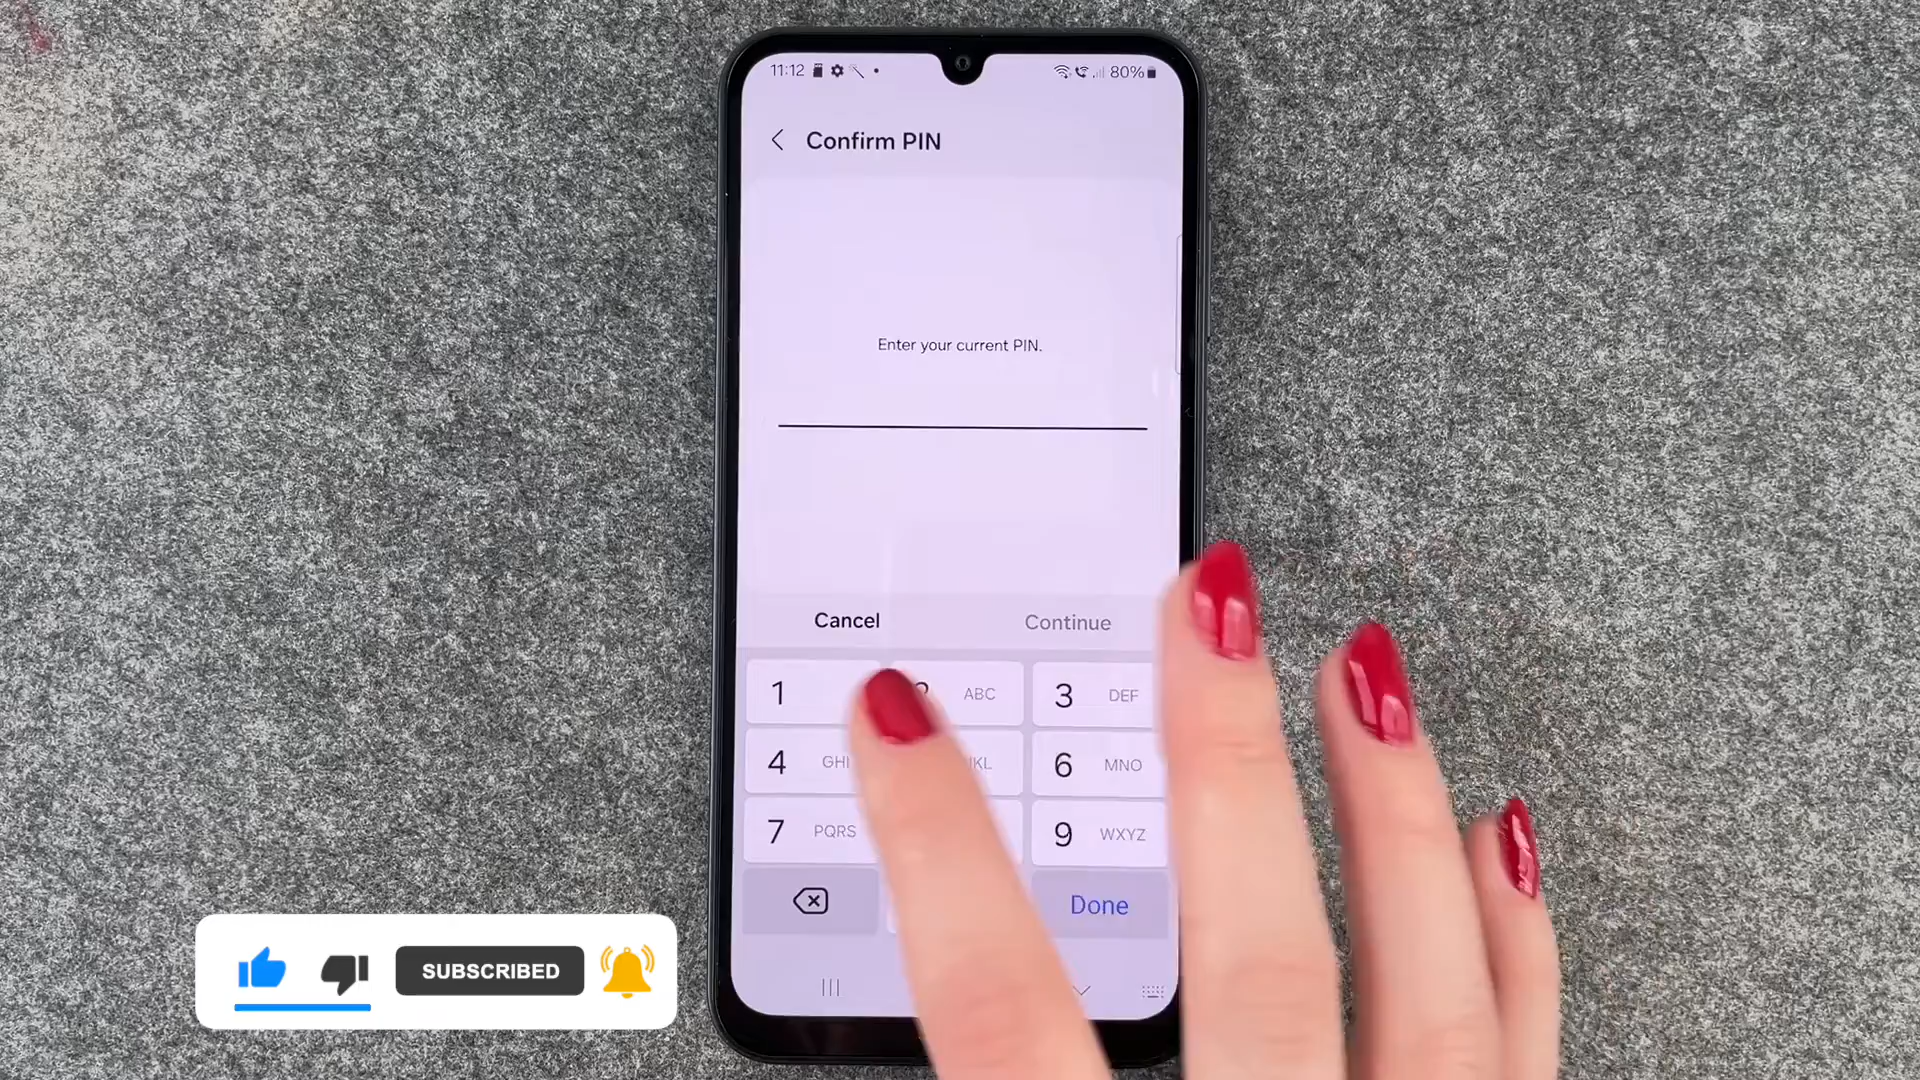 11:12 80%
Confirm PIN
Enter your current PIN.
Cancel Continue
1 ABC 3 DEF
4 GHI JKL 6 MNO
7 PQRS 9 WXYZ
Done
SUBSCRIBED